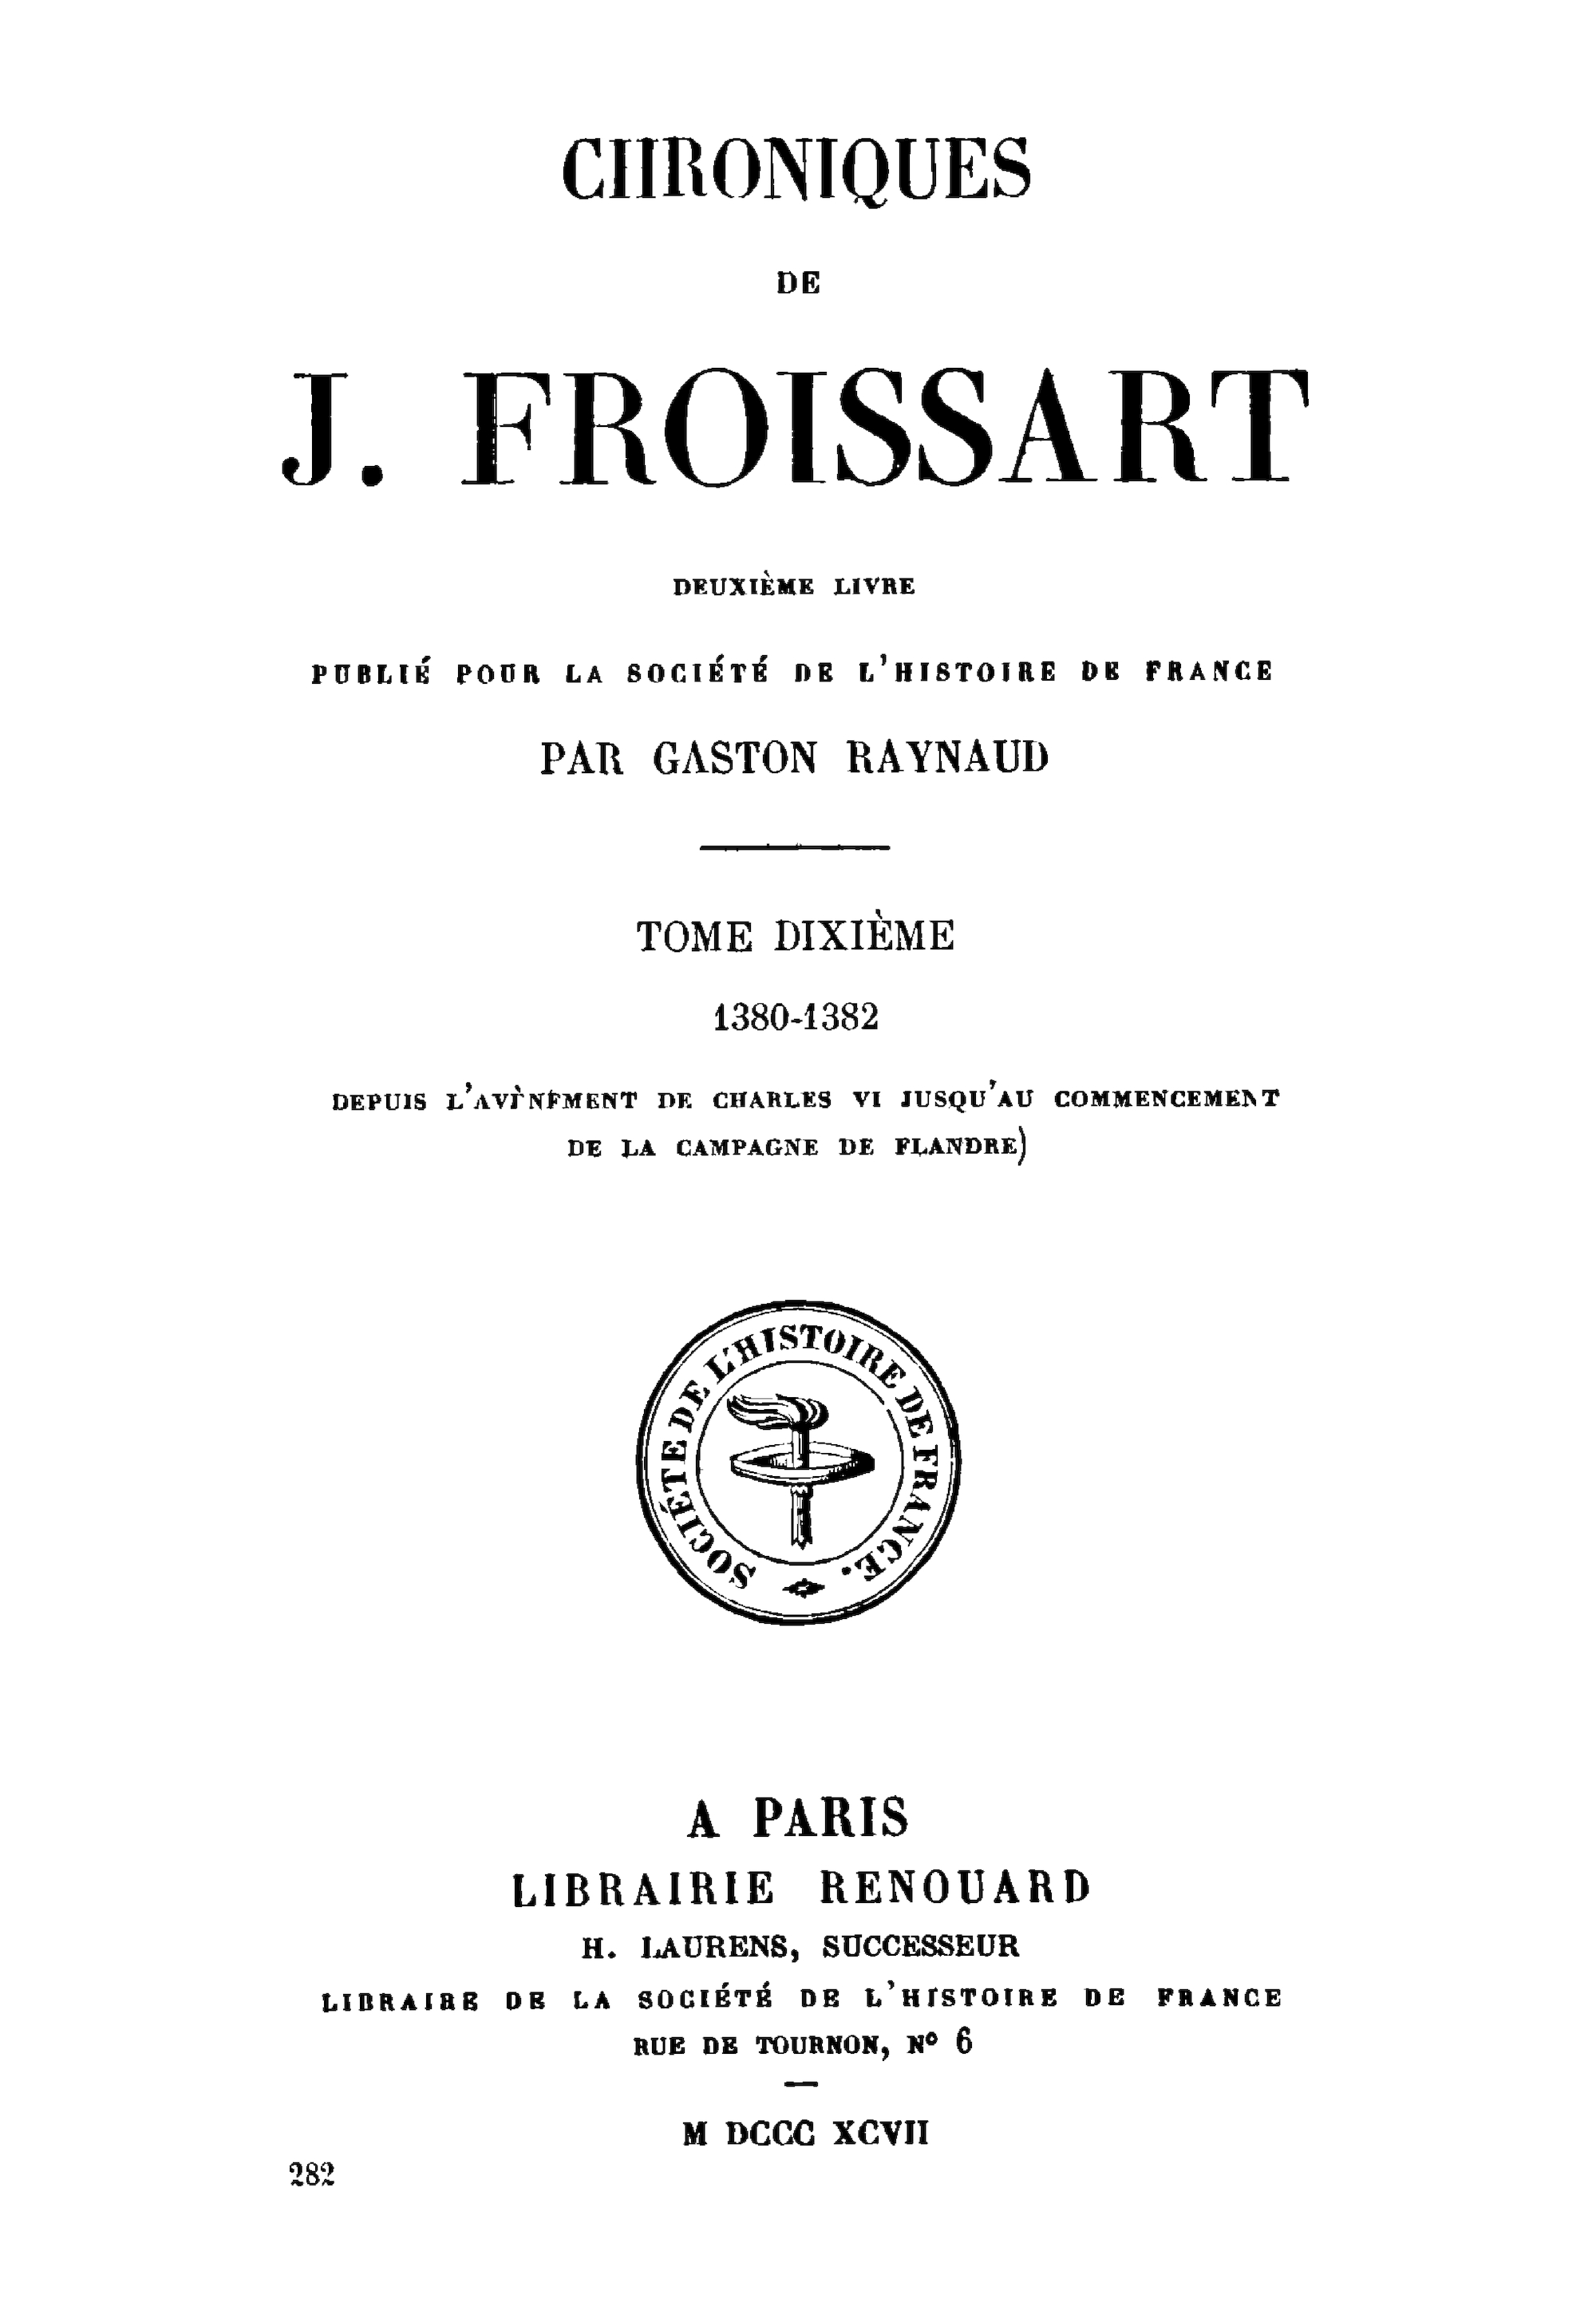 CHRONIQUES
DE
J. FROISSART
DEUXIÈME LIVRE
PUBLIÉ POUR LA SOCIÉTÉ DE L'HISTOIRE DE FRANCE
PAR GASTON RAYNAUD
TOME DIXIÈME
1380-1382
DEPUIS L'AVÈNEMENT DE CHARLES VI JUSQU'AU COMMENCEMENT
DE LA CAMPAGNE DE FLANDRE)
SOCIÉTÉ DE L'HISTOIRE DE FRANCE.
A PARIS
LIBRAIRIE RENOUARD
H. LAURENS, SUCCESSEUR
LIBRAIRE DE LA SOCIÉTÉ DE L'HISTOIRE DE FRANCE
RUE DE TOURNON, Nº 6
M DCCC XCVII
282